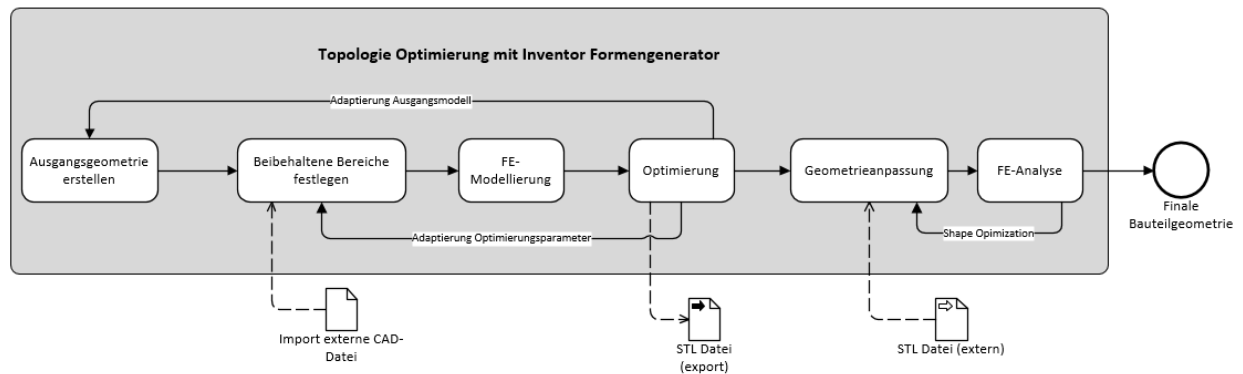 Topologie Optimierung mit Inventor Formengenerator
Adaptierung Ausgangsmodell
Ausgangsgeometrie
erstellen
Beibehaltene Bereiche
festlegen
FE-
Modellierung
Optimierung
Geometrieanpassung
FE-Analyse
Adaptierung Optimierungsparameter
Shape Opimization
Finale
Bauteilgeometrie
Import externe CAD-
Datei
STL Datei
(export)
STL Datei (extern)